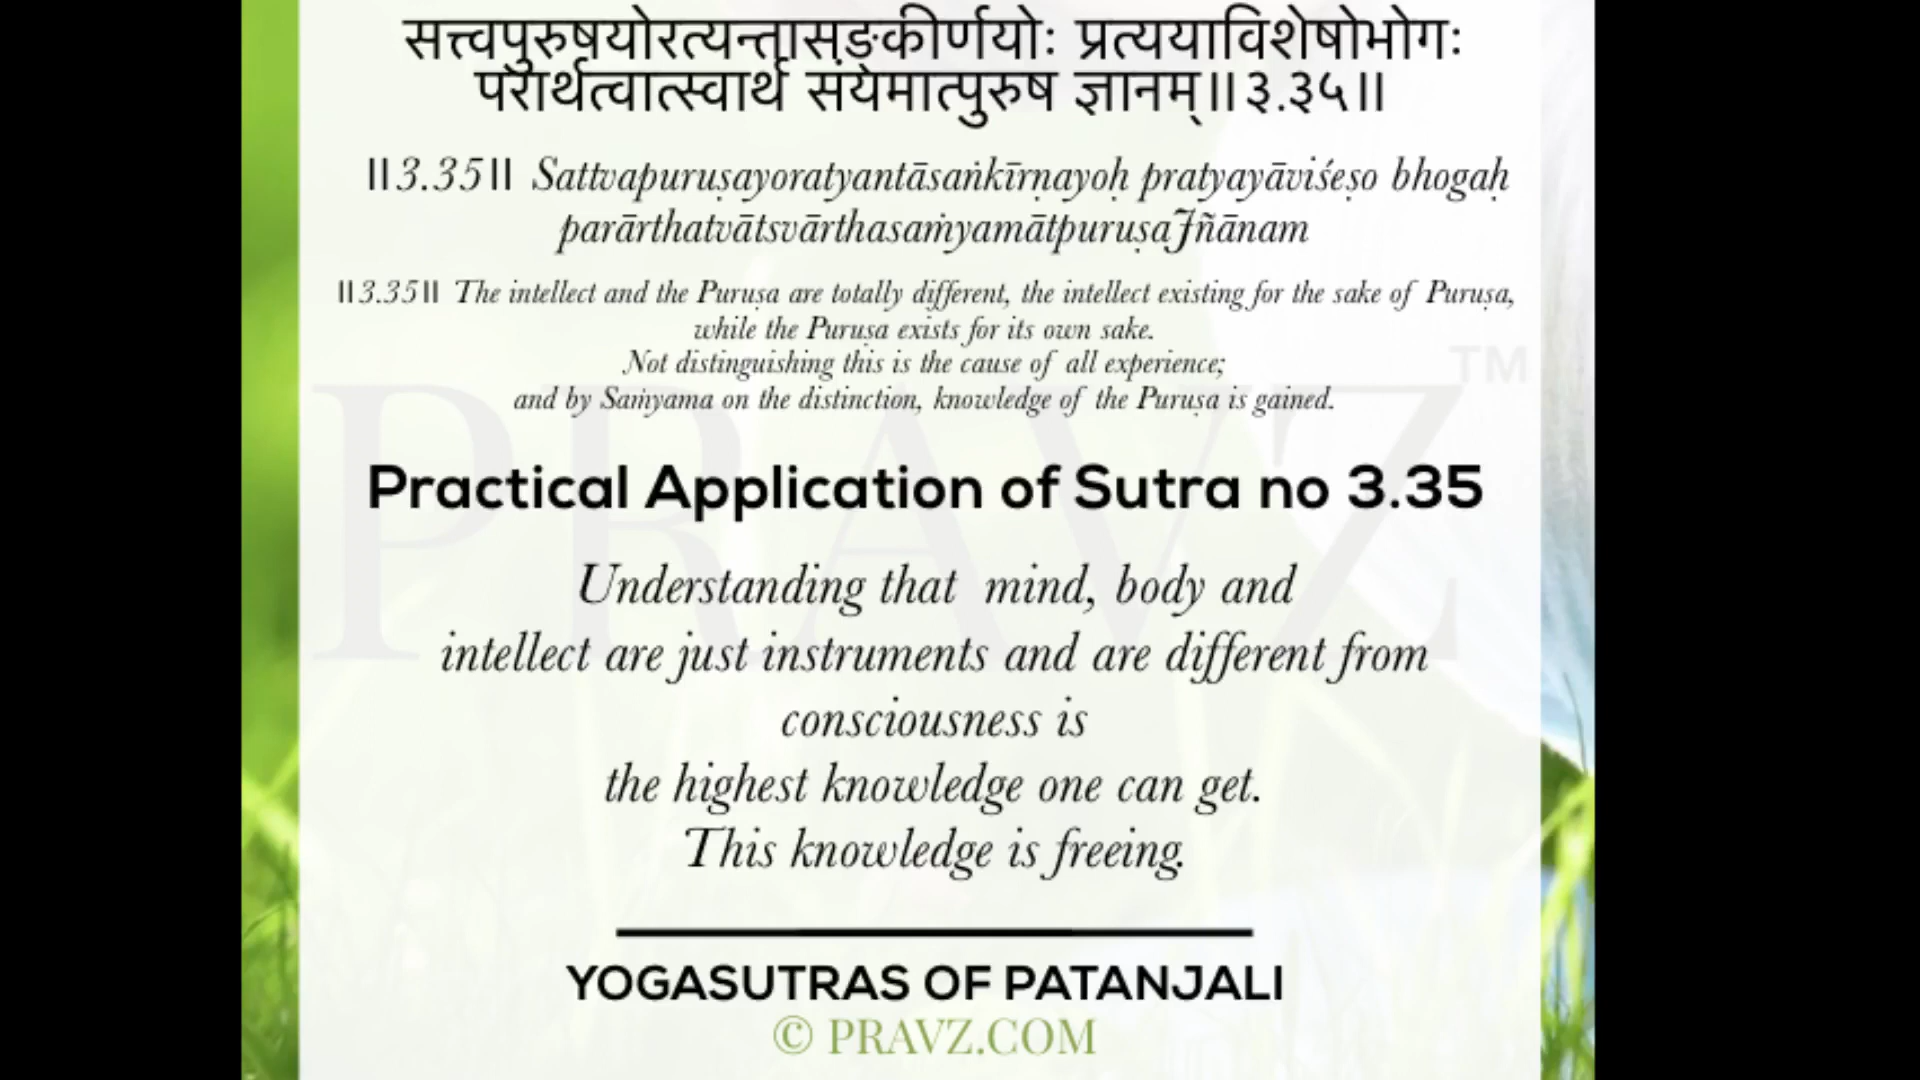 सत्त्वपुरुषयोरत्यन्तासंङ्कीर्णयोः प्रत्ययाविशेषोभोगः
परार्थत्वात्स्वार्थ संयमात्पुरुष ज्ञानम्॥३.३५॥
॥3.35॥ Sattvapuruṣayoratyantāsaṅkīrṇayoḥ pratyayāviśeṣo bhogaḥ
parārthatvātsvārthasaṁyamātpuruṣaJñānam
॥3.35॥ The intellect and the Puruṣa are totally different, the intellect existing for the sake of Puruṣa,
while the Puruṣa exists for its own sake.
Not distinguishing this is the cause of all experience;
and by Saṁyama on the distinction, knowledge of the Puruṣa is gained.
PRAVZ TM
Practical Application of Sutra no 3.35
Understanding that mind, body and
intellect are just instruments and are different from
consciousness is
the highest knowledge one can get.
This knowledge is freeing.
YOGASUTRAS OF PATANJALI
© PRAVZ.COM